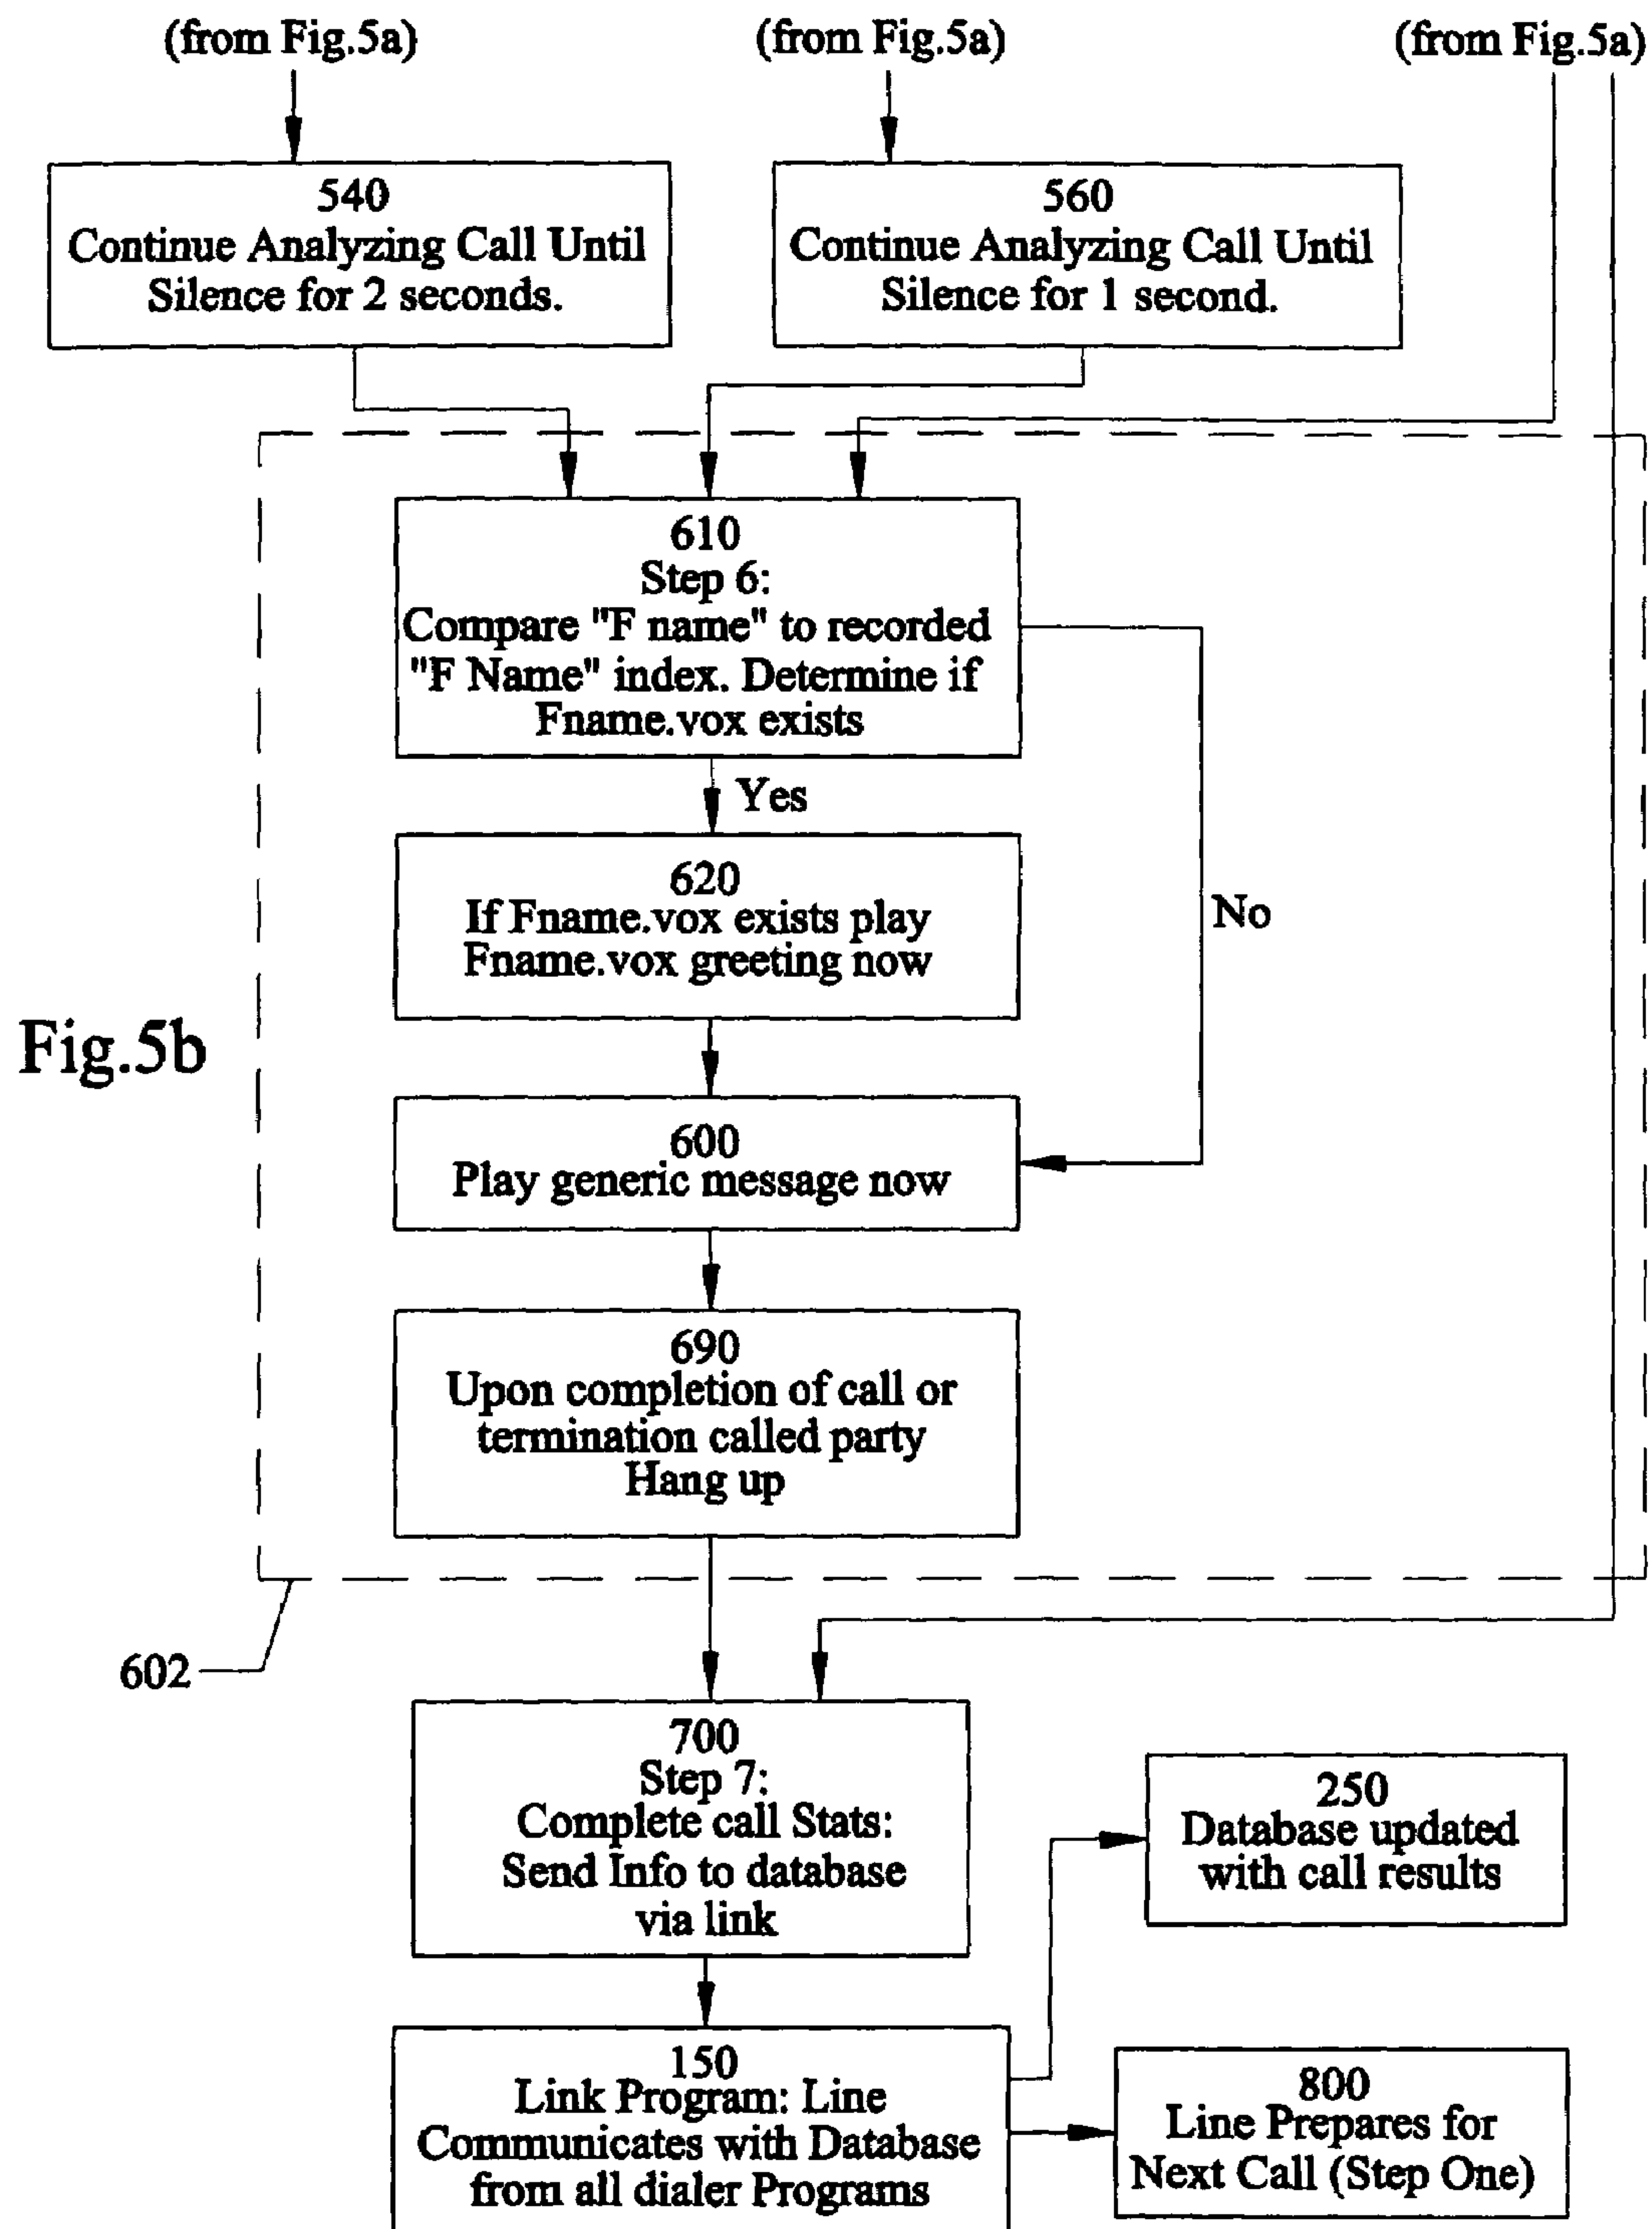 (from Fig.5a)
(from Fig.5a)
(from Fig.5a)
540
Continue Analyzing Call Until
Silence for 2 seconds.
560
Continue Analyzing Call Until
Silence for 1 second.
610
Step 6:
Compare "F name" to recorded
"F Name" index. Determine if
Fname.vox exists
Yes
620
If Fname.vox exists play
Fname.vox greeting now
No
Fig.5b
600
Play generic message now
690
Upon completion of call or
termination called party
Hang up
602
700
Step 7:
Complete call Stats:
Send Info to database
via link
250
Database updated
with call results
150
Link Program: Line
Communicates with Database
from all dialer Programs
800
Line Prepares for
Next Call (Step One)